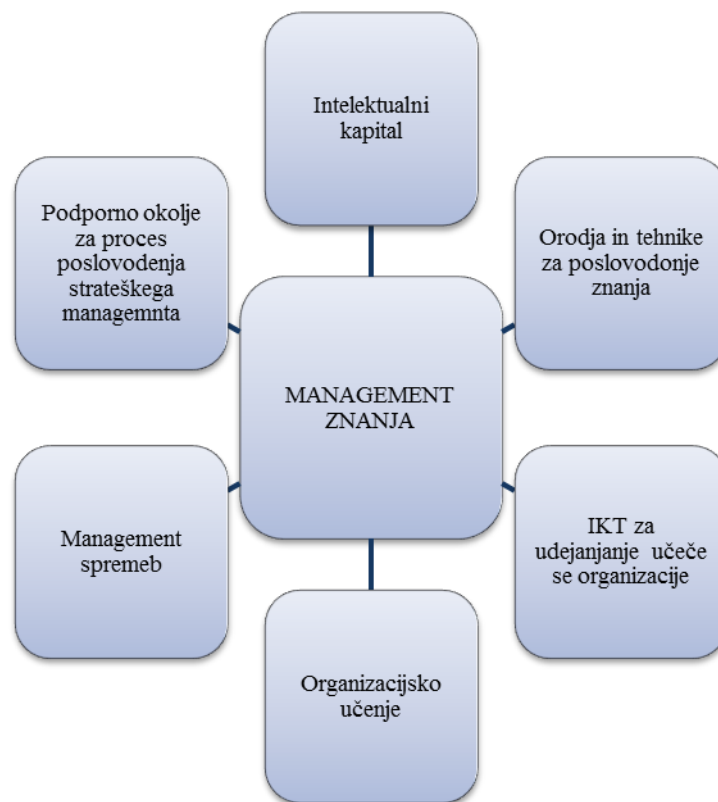 Intelektualni
kapital
Podporno okolje
za proces
poslovodenja
strateškega
managemnta
Orodja in tehnike
za poslovodonje
znanja
MANAGEMENT
ZNANJA
Management
spremeb
IKT za
udejanjanje učeče
se organizacije
Organizacijsko
učenje